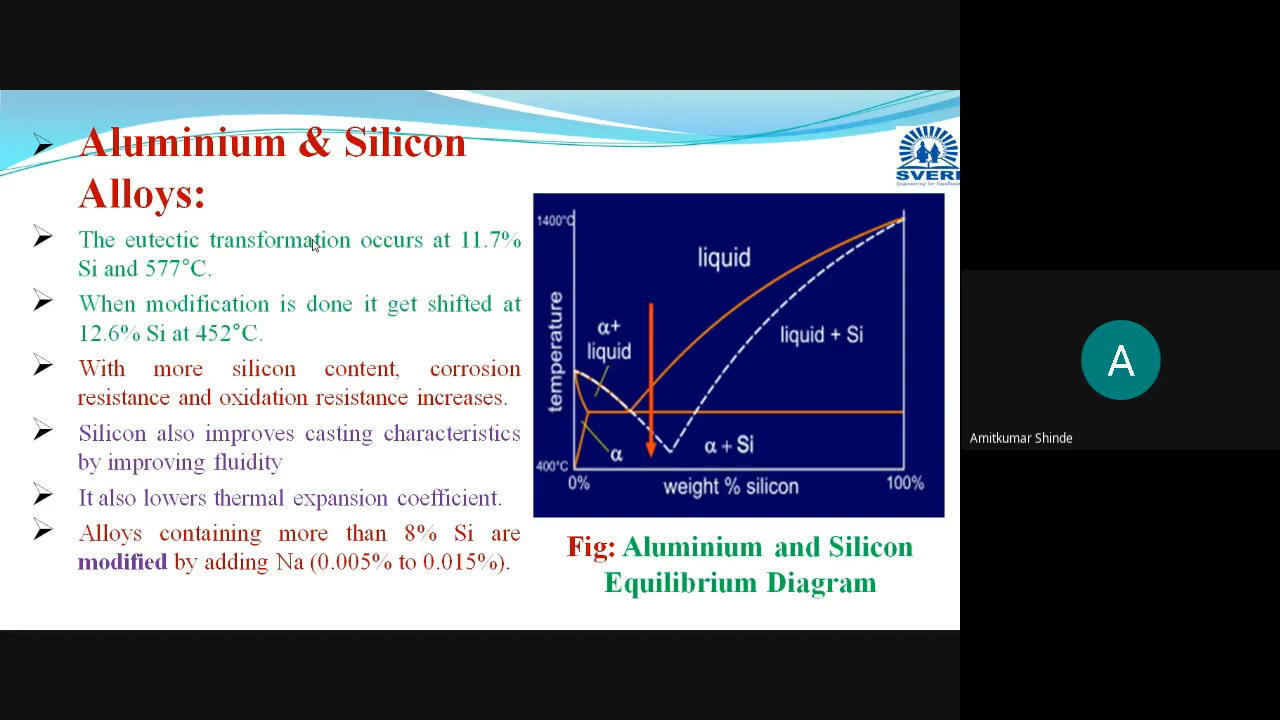 Aluminium & Silicon
Alloys:
The eutectic transformation occurs at 11.7%
Si and 577°C.
When modification is done it get shifted at
12.6% Si at 452°C.
With more silicon content, corrosion
resistance and oxidation resistance increases.
Silicon also improves casting characteristics
by improving fluidity
It also lowers thermal expansion coefficient.
Alloys containing more than 8% Si are
modified by adding Na (0.005% to 0.015%).
SVERI
Engineering for Excellence
1400°C
liquid
α+
liquid
liquid + Si
temperature
α
α + Si
400°C
0%
weight % silicon
100%
Fig: Aluminium and Silicon
Equilibrium Diagram
A
Amitkumar Shinde